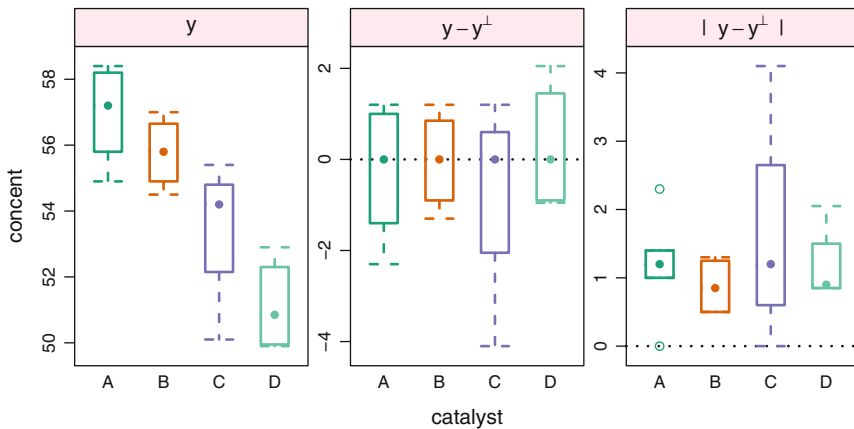 y
y – y⊥
| y – y⊥ |
concent
58
56
54
52
50
2
0
−2
−4
4
3
2
1
0
A B C D
A B C D
A B C D
catalyst